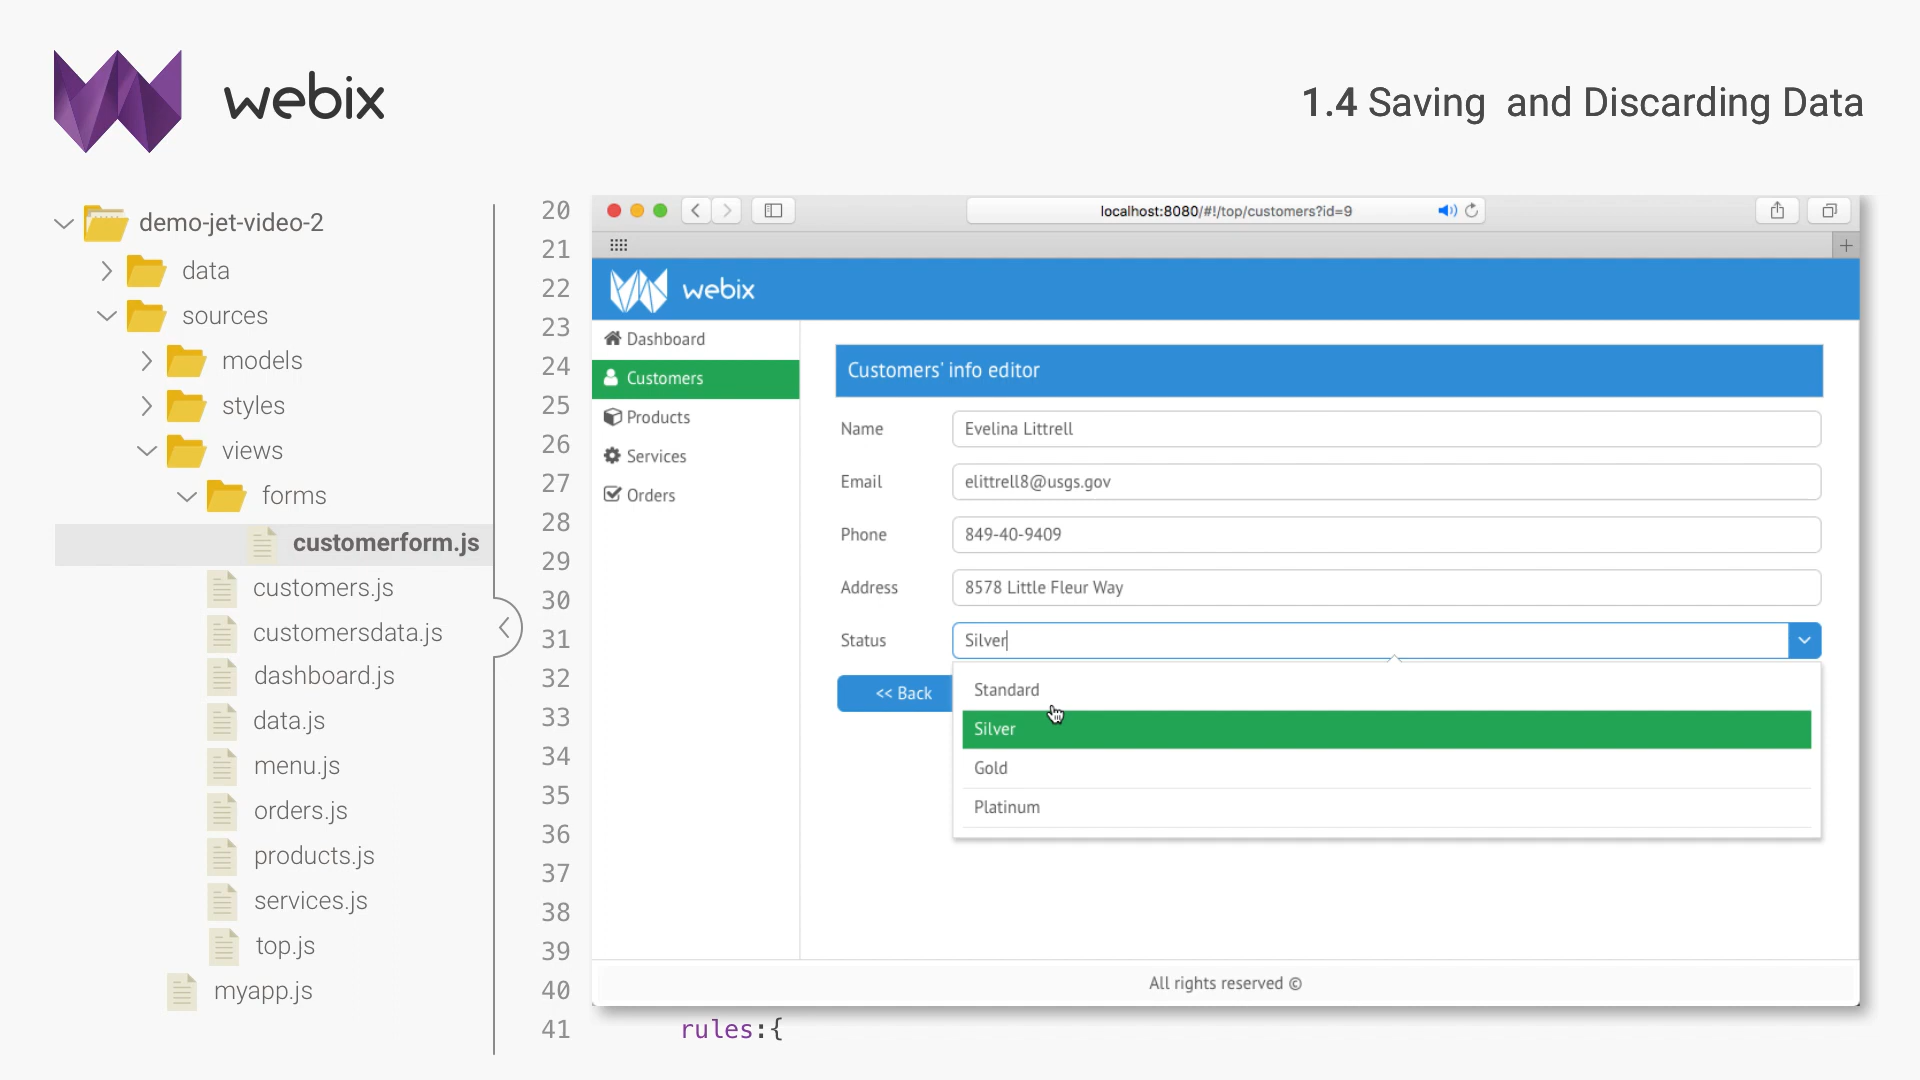 webix
1.4 Saving and Discarding Data
demo-jet-video-2
data
sources
models
styles
views
forms
customerform.js
customers.js
customersdata.js
dashboard.js
data.js
menu.js
orders.js
products.js
services.js
top.js
myapp.js
20
21
22
23
24
25
26
27
28
29
30
31
32
33
34
35
36
37
38
39
40
41 rules:{
localhost:8080/#!/top/customers?id=9
webix
Dashboard
Customers
Products
Services
Orders
Customers' info editor
Name Evelina Littrell
Email elittrell8@usgs.gov
Phone 849-40-9409
Address 8578 Little Fleur Way
Status Silver
<< Back
Standard
Silver
Gold
Platinum
All rights reserved ©